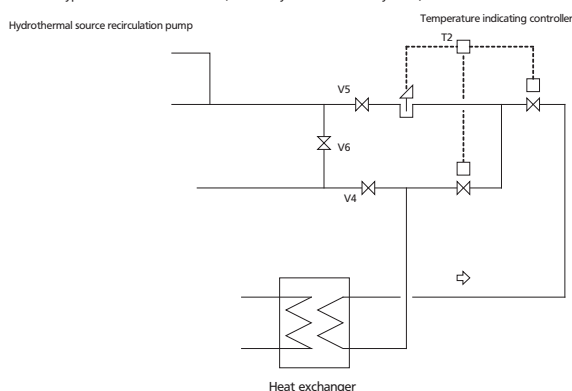 Hydrothermal source recirculation pump
Temperature indicating controller
T2
V5
V6
V4
Heat exchanger